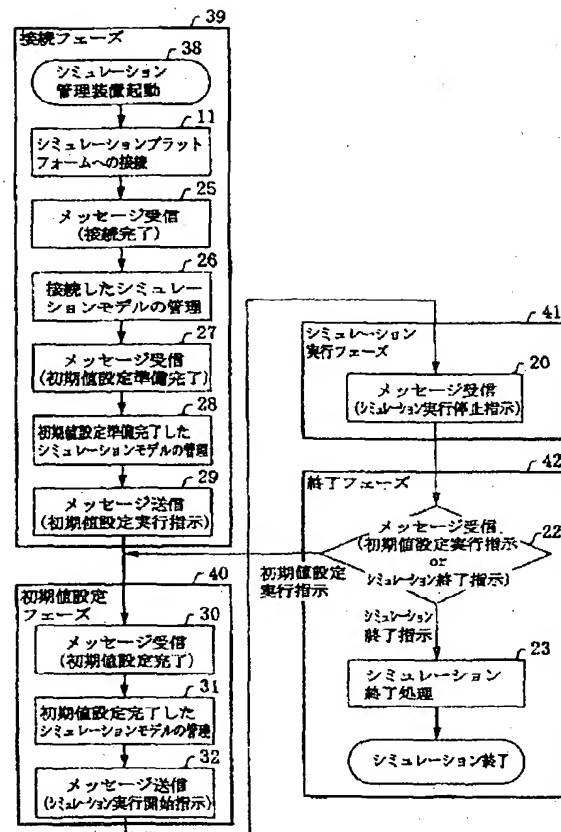 39
接続フェーズ
38
シミュレーション
管理装置起動
11
シミュレーションプラット
フォームへの接続
25
メッセージ受信
(接続完了)
26
接続したシミュレー
ションモデルの管理
27
メッセージ受信
(初期値設定準備完了)
28
初期値設定準備完了した
シミュレーションモデルの管理
29
メッセージ送信
(初期値設定実行指示)
40
初期値設定
フェーズ
30
メッセージ受信
(初期値設定完了)
31
初期値設定完了した
シミュレーションモデルの管理
32
メッセージ送信
(シミュレーション実行開始指示)
41
シミュレーション
実行フェーズ
20
メッセージ受信
(シミュレーション実行停止指示)
42
終了フェーズ
22
メッセージ受信
(初期値設定実行指示
or
シミュレーション終了指示)
初期値設定
実行指示
シミュレーション
終了指示
23
シミュレーション
終了処理
シミュレーション終了